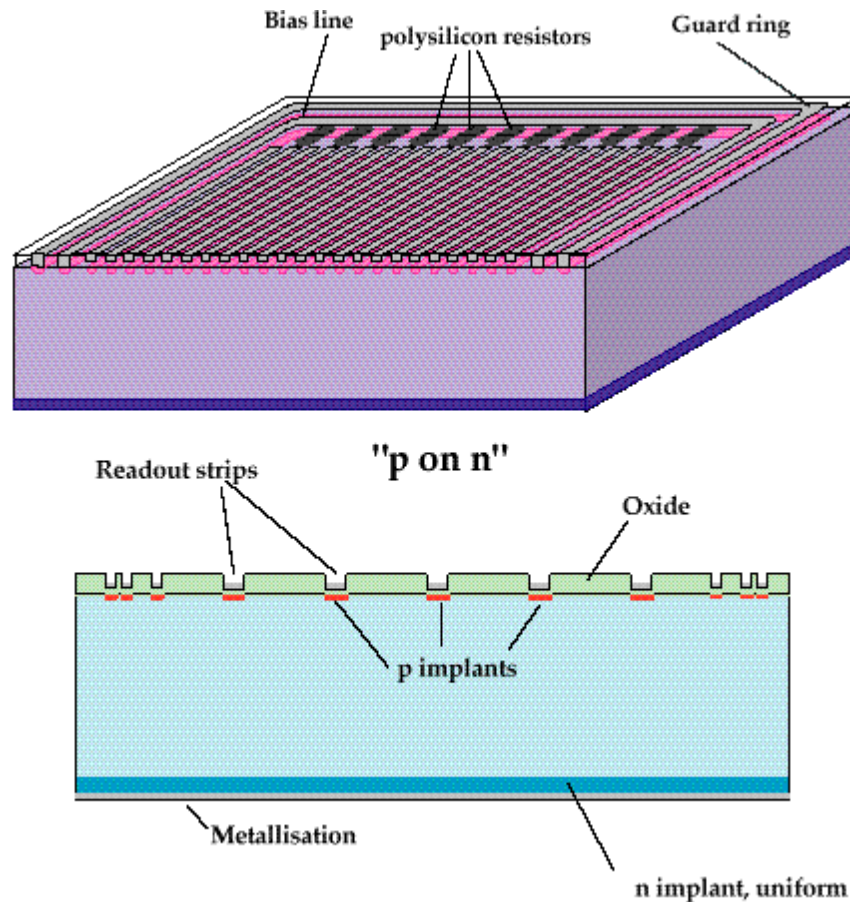 Bias line
polysilicon resistors
Guard ring
"p on n"
Readout strips
Oxide
p implants
Metallisation
n implant, uniform